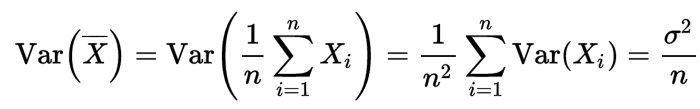 Var(X̅) = Var(1/n ∑_{i=1}^{n} X_i) = 1/n² ∑_{i=1}^{n} Var(X_i) = σ²/n